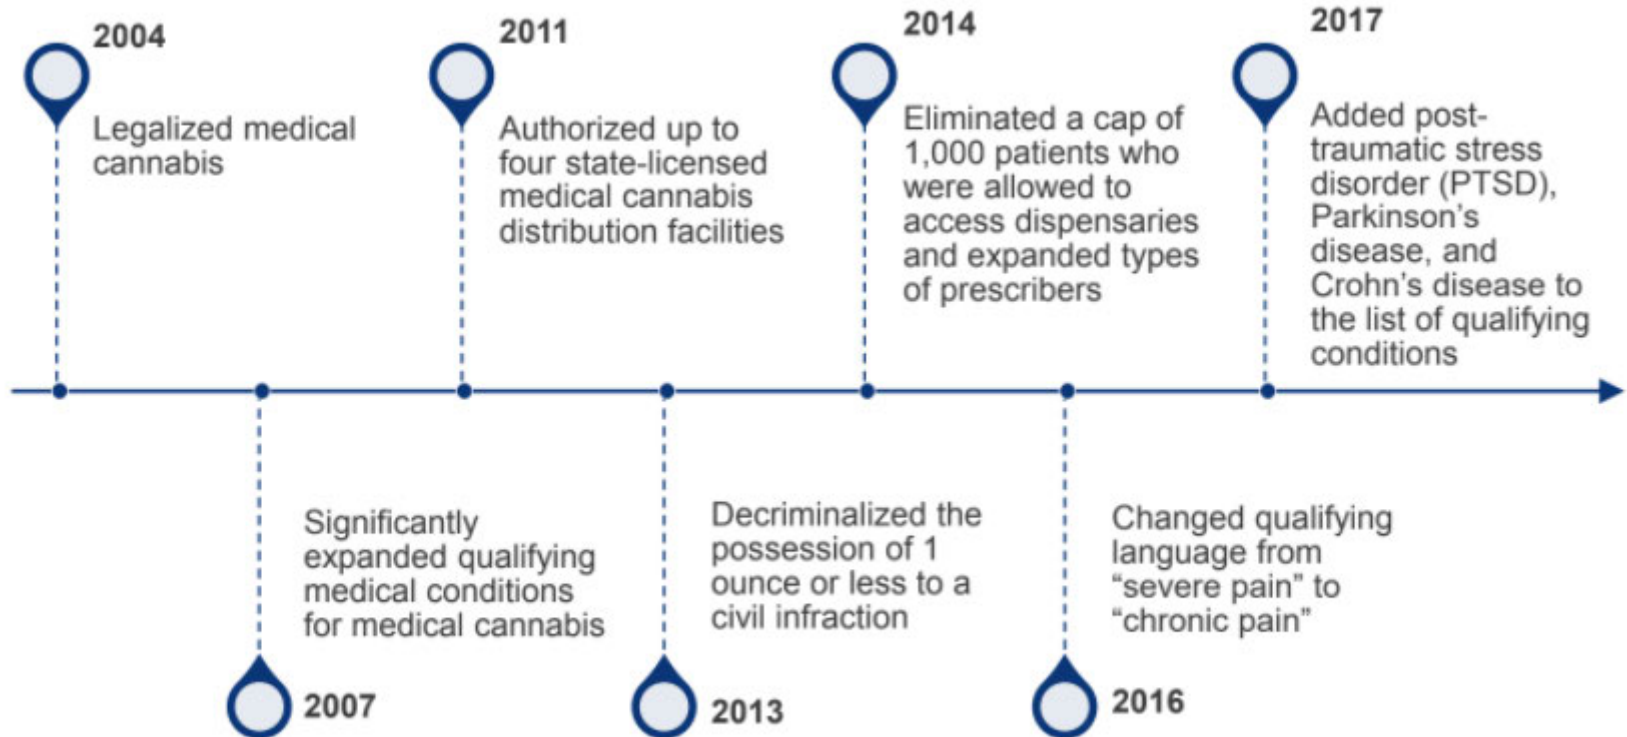 2004
Legalized medical
cannabis
2007
Significantly
expanded qualifying
medical conditions
for medical cannabis
2011
Authorized up to
four state-licensed
medical cannabis
distribution facilities
2013
Decriminalized the
possession of 1
ounce or less to a
civil infraction
2014
Eliminated a cap of
1,000 patients who
were allowed to
access dispensaries
and expanded types
of prescribers
2016
Changed qualifying
language from
“severe pain” to
“chronic pain”
2017
Added post-
traumatic stress
disorder (PTSD),
Parkinson’s
disease, and
Crohn’s disease to
the list of qualifying
conditions